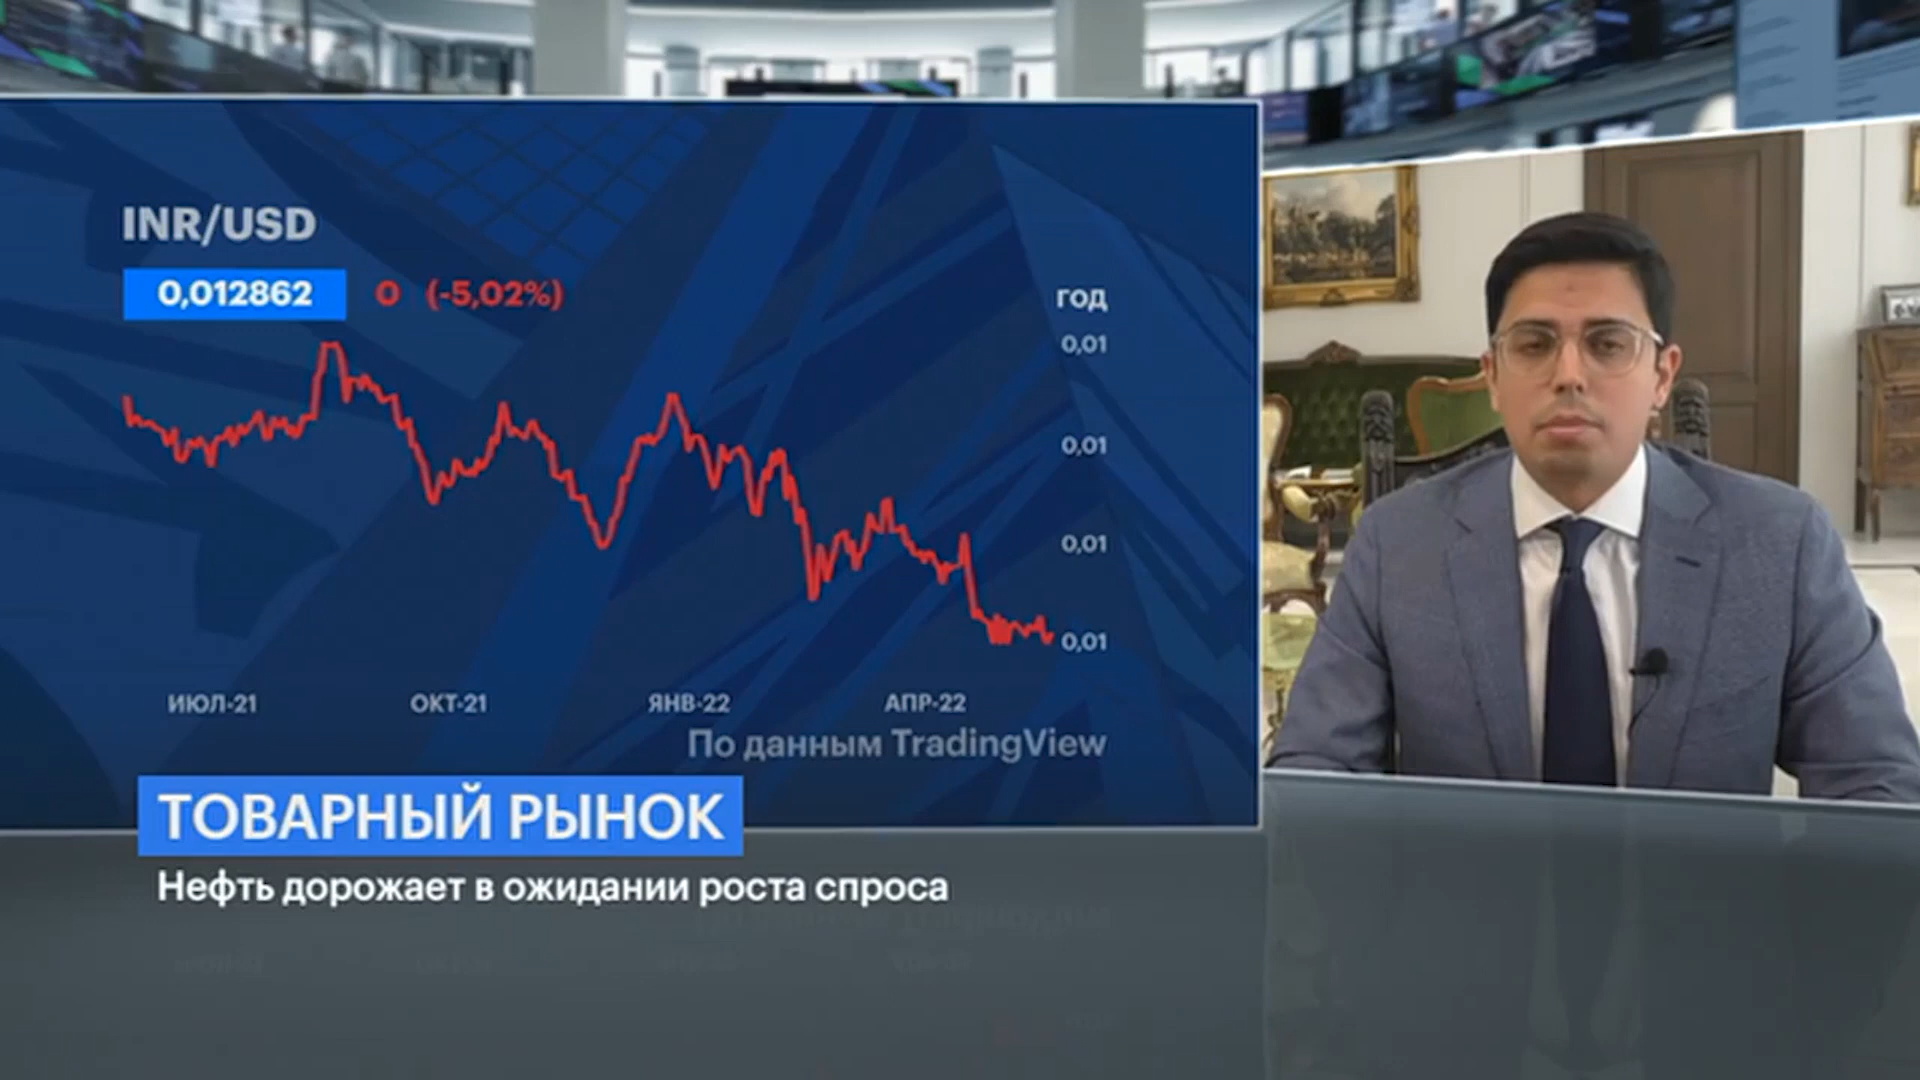 INR/USD
0,012862 0 (-5,02%)
ГОД
0,01
0,01
0,01
0,01
ИЮЛ-21 ОКТ-21 ЯНВ-22 АПР-22
По данным TradingView
ТОВАРНЫЙ РЫНОК
Нефть дорожает в ожидании роста спроса